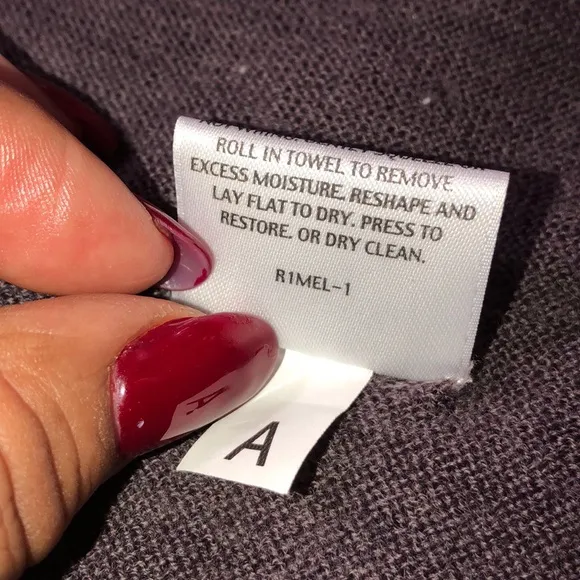 ROLL IN TOWEL TO REMOVE
EXCESS MOISTURE. RESHAPE AND
LAY FLAT TO DRY. PRESS TO
RESTORE. OR DRY CLEAN.
R1MEL-1
A